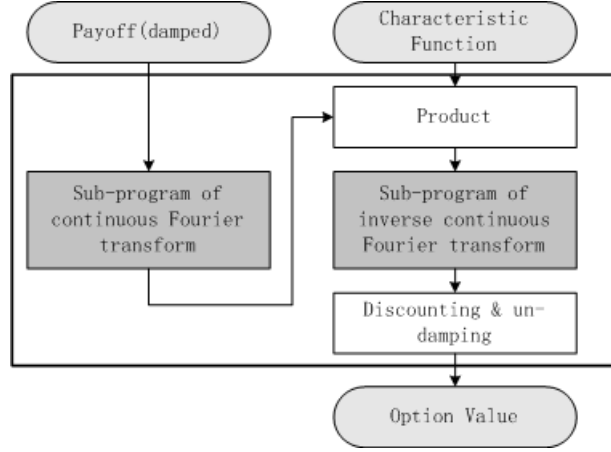 Payoff(damped)
Characteristic
Function
Product
Sub-program of
continuous Fourier
transform
Sub-program of
inverse continuous
Fourier transform
Discounting & un-
damping
Option Value